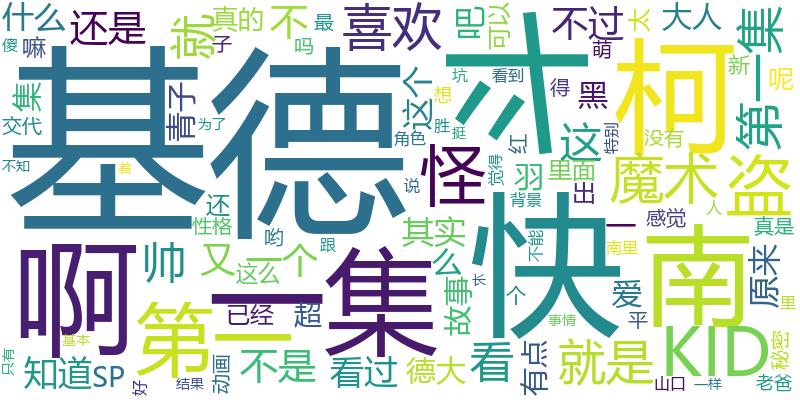 什么
还是
就
真的
不
最
喜欢
吧
可以
不过
太
大人
第一集
傻
嘛
子
吗
集
交代
青子
基德
这个
坑
看到
得
萌
黑
柯
新
呢
想
为了
角色
胜
挺
红
这
特别
没有
不知
着
还
怪
说
觉得
羽
里面
出
魔术
盗
性格
哟
跟
其实
背景
快
斗
一
感觉
人
真是
啊
帅
又
一个
这么
么
不能
南里
南
原来
第一集
已经
超
故事
长
个
爱
平
里
只有
基本
知道
SP
好
结果
动画
不是
看过
德大
看
有点
事情
就是
KID
山口
一样
秘密
老爸